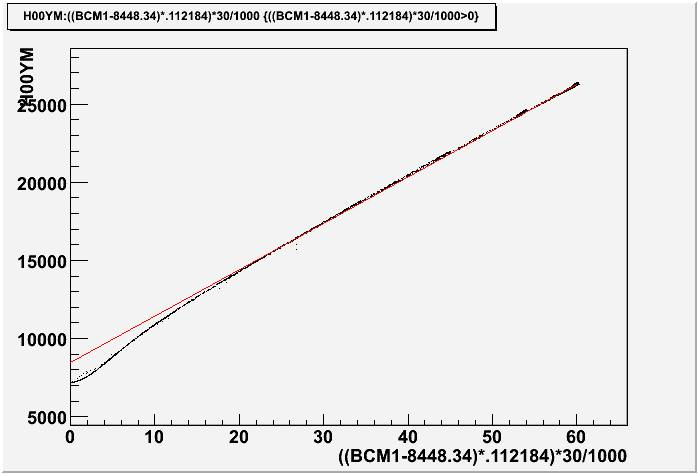 H00YM:((BCM1-8448.34)*.112184)*30/1000 {((BCM1-8448.34)*.112184)*30/1000>0}
H00YM
25000
20000
15000
10000
5000
0 10 20 30 40 50 60
((BCM1-8448.34)*.112184)*30/1000